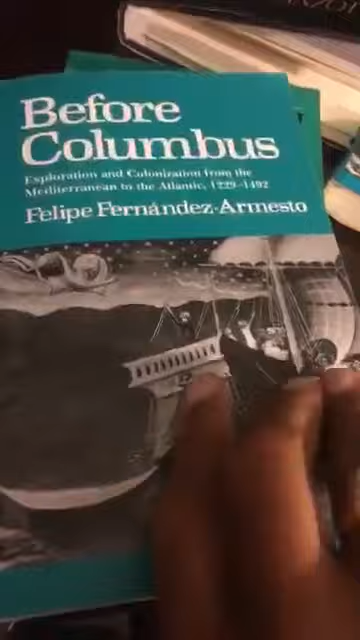 Before
Columbus
Exploration and Colonization from the
Mediterranean to the Atlantic, 1229-1492
Felipe Fernández-Armesto